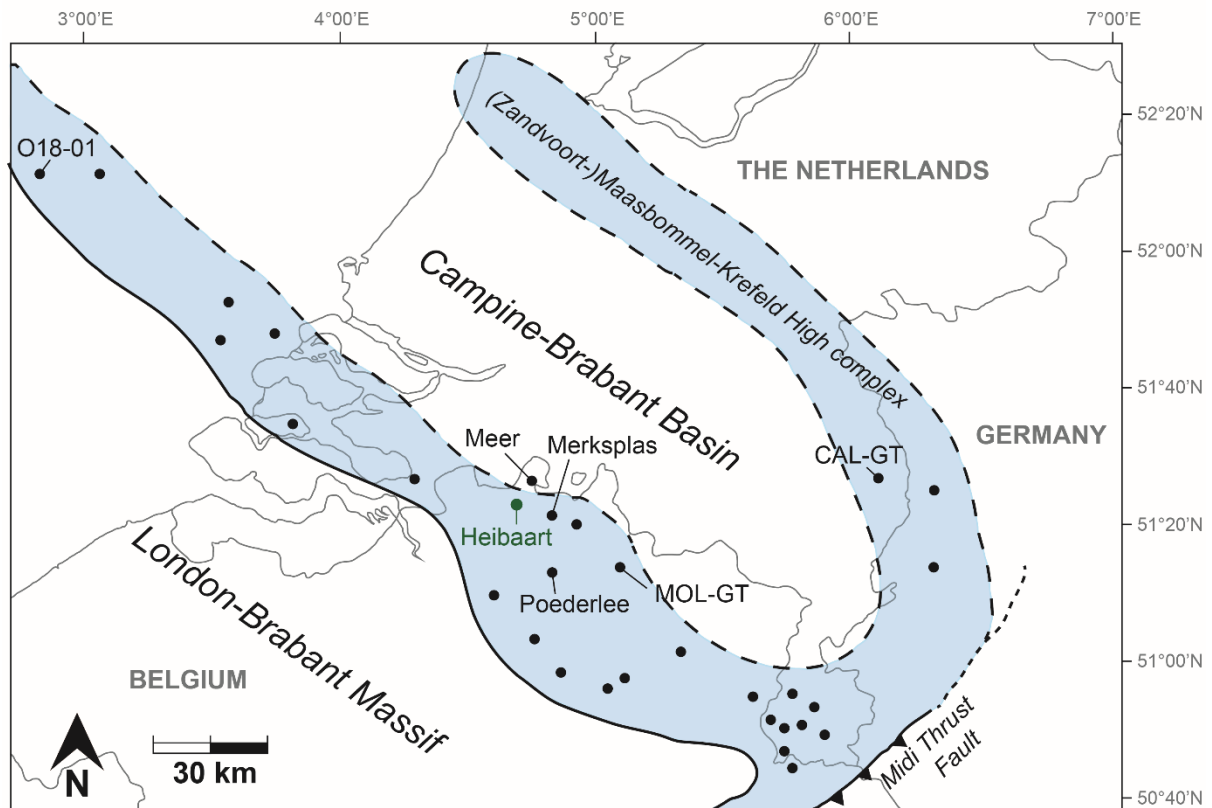 3°00'E
4°00'E
5°00'E
6°00'E
7°00'E
52°20'N
(Zandvoort-)Maasbommel-Krefeld High complex
O18-01
THE NETHERLANDS
52°00'N
Campine-Brabant Basin
51°40'N
GERMANY
Meer
Merksplas
CAL-GT
51°20'N
Heibaart
London-Brabant Massif
MOL-GT
Poederlee
51°00'N
BELGIUM
Midi Thrust
Fault
N
30 km
50°40'N